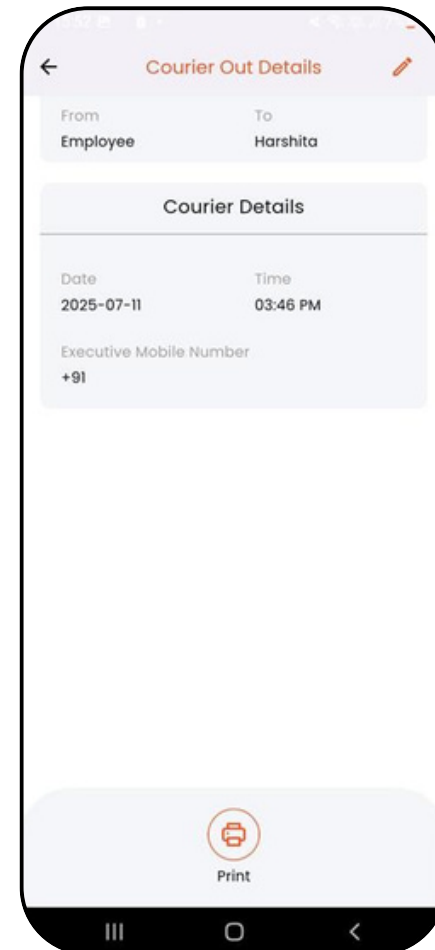 Courier Out Details
From To
Employee Harshita
Courier Details
Date Time
2025-07-11 03:46 PM
Executive Mobile Number
+91
Print